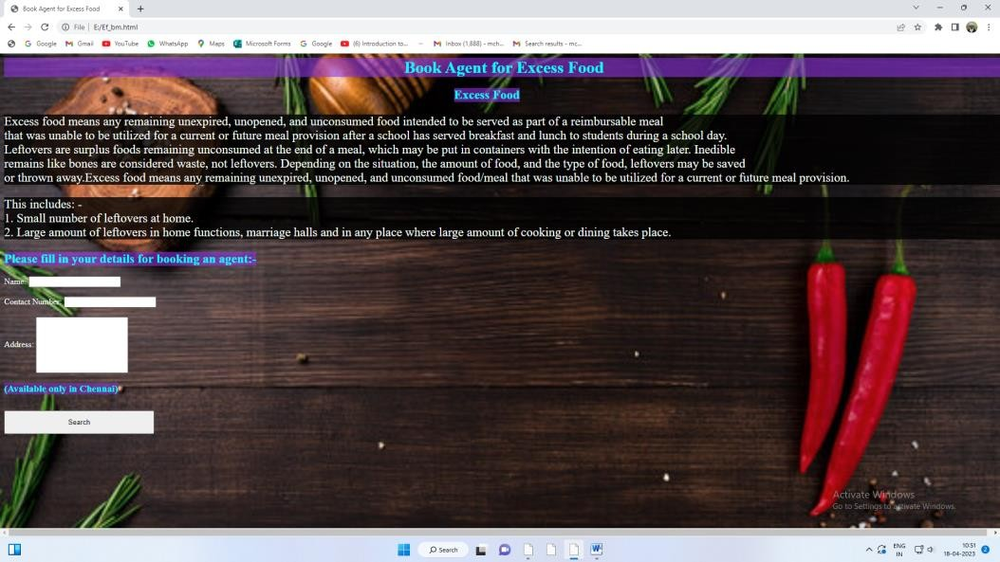 Book Agent for Excess Food
File E:/Ef_bm.html
Google Gmail YouTube WhatsApp Maps Microsoft Forms Google (6) Introduction to... Inbox (1,888) - mch... Search results - mc...
Book Agent for Excess Food
Excess Food
Excess food means any remaining unexpired, unopened, and unconsumed food intended to be served as part of a reimbursable meal
that was unable to be utilized for a current or future meal provision after a school has served breakfast and lunch to students during a school day.
Leftovers are surplus foods remaining unconsumed at the end of a meal, which may be put in containers with the intention of eating later. Inedible
remains like bones are considered waste, not leftovers. Depending on the situation, the amount of food, and the type of food, leftovers may be saved
or thrown away.Excess food means any remaining unexpired, unopened, and unconsumed food/meal that was unable to be utilized for a current or future meal provision.
This includes: -
1. Small number of leftovers at home.
2. Large amount of leftovers in home functions, marriage halls and in any place where large amount of cooking or dining takes place.
Please fill in your details for booking an agent:-
Name:
Contact Number:
Address:
(Available only in Chennai)
Search
Activate Windows
Go to Settings to activate Windows.
Search
ENG
IN
10:51
18-04-2023
2